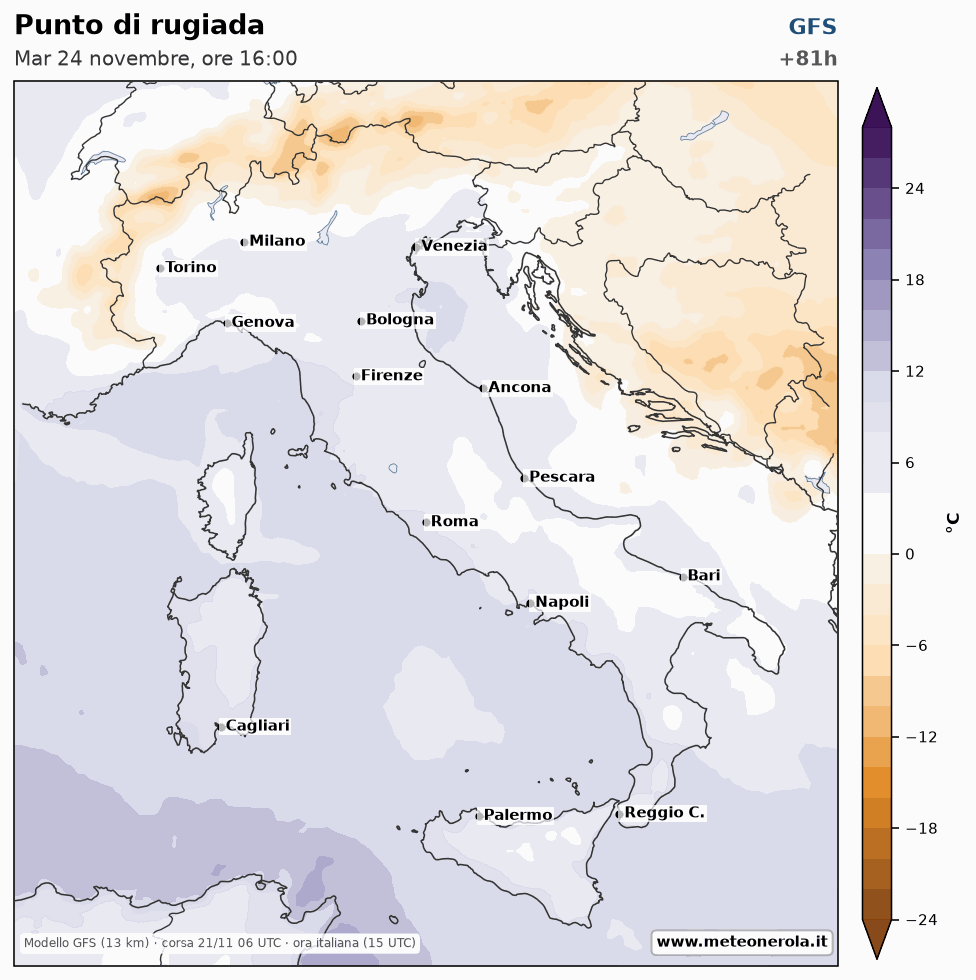 Punto di rugiada
GFS
Mar 24 novembre, ore 16:00
+81h
Milano
Venezia
Torino
Genova
Bologna
Firenze
Ancona
Pescara
Roma
Bari
Napoli
Cagliari
Palermo
Reggio C.
24
18
12
6
0
−6
−12
−18
−24
°C
Modello GFS (13 km) · corsa 21/11 06 UTC · ora italiana (15 UTC)
www.meteonerola.it